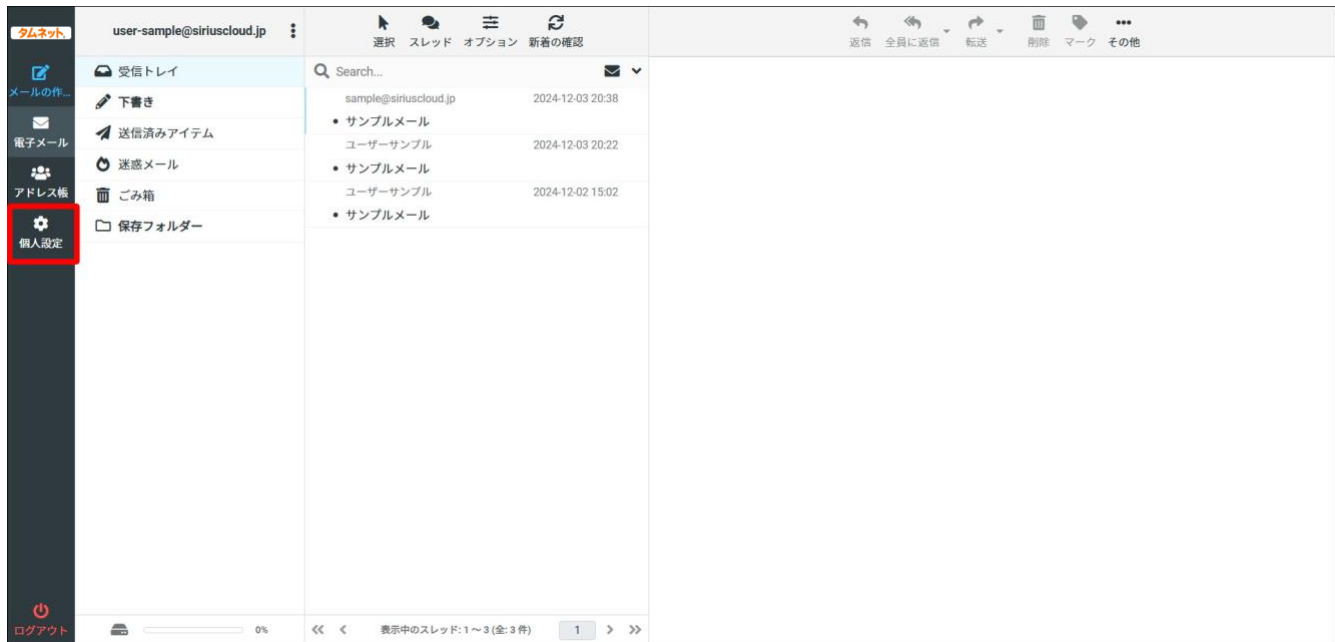 タムネット
メールの作...
電子メール
アドレス帳
個人設定
ログアウト
user-sample@siriuscloud.jp
受信トレイ
下書き
送信済みアイテム
迷惑メール
ごみ箱
保存フォルダー
0%
選択 スレッド オプション 新着の確認
Search...
sample@siriuscloud.jp 2024-12-03 20:38
• サンプルメール
ユーザーサンプル 2024-12-03 20:22
• サンプルメール
ユーザーサンプル 2024-12-02 15:02
• サンプルメール
表示中のスレッド: 1 ～ 3 (全: 3 件) 1
返信 全員に返信 転送 削除 マーク その他